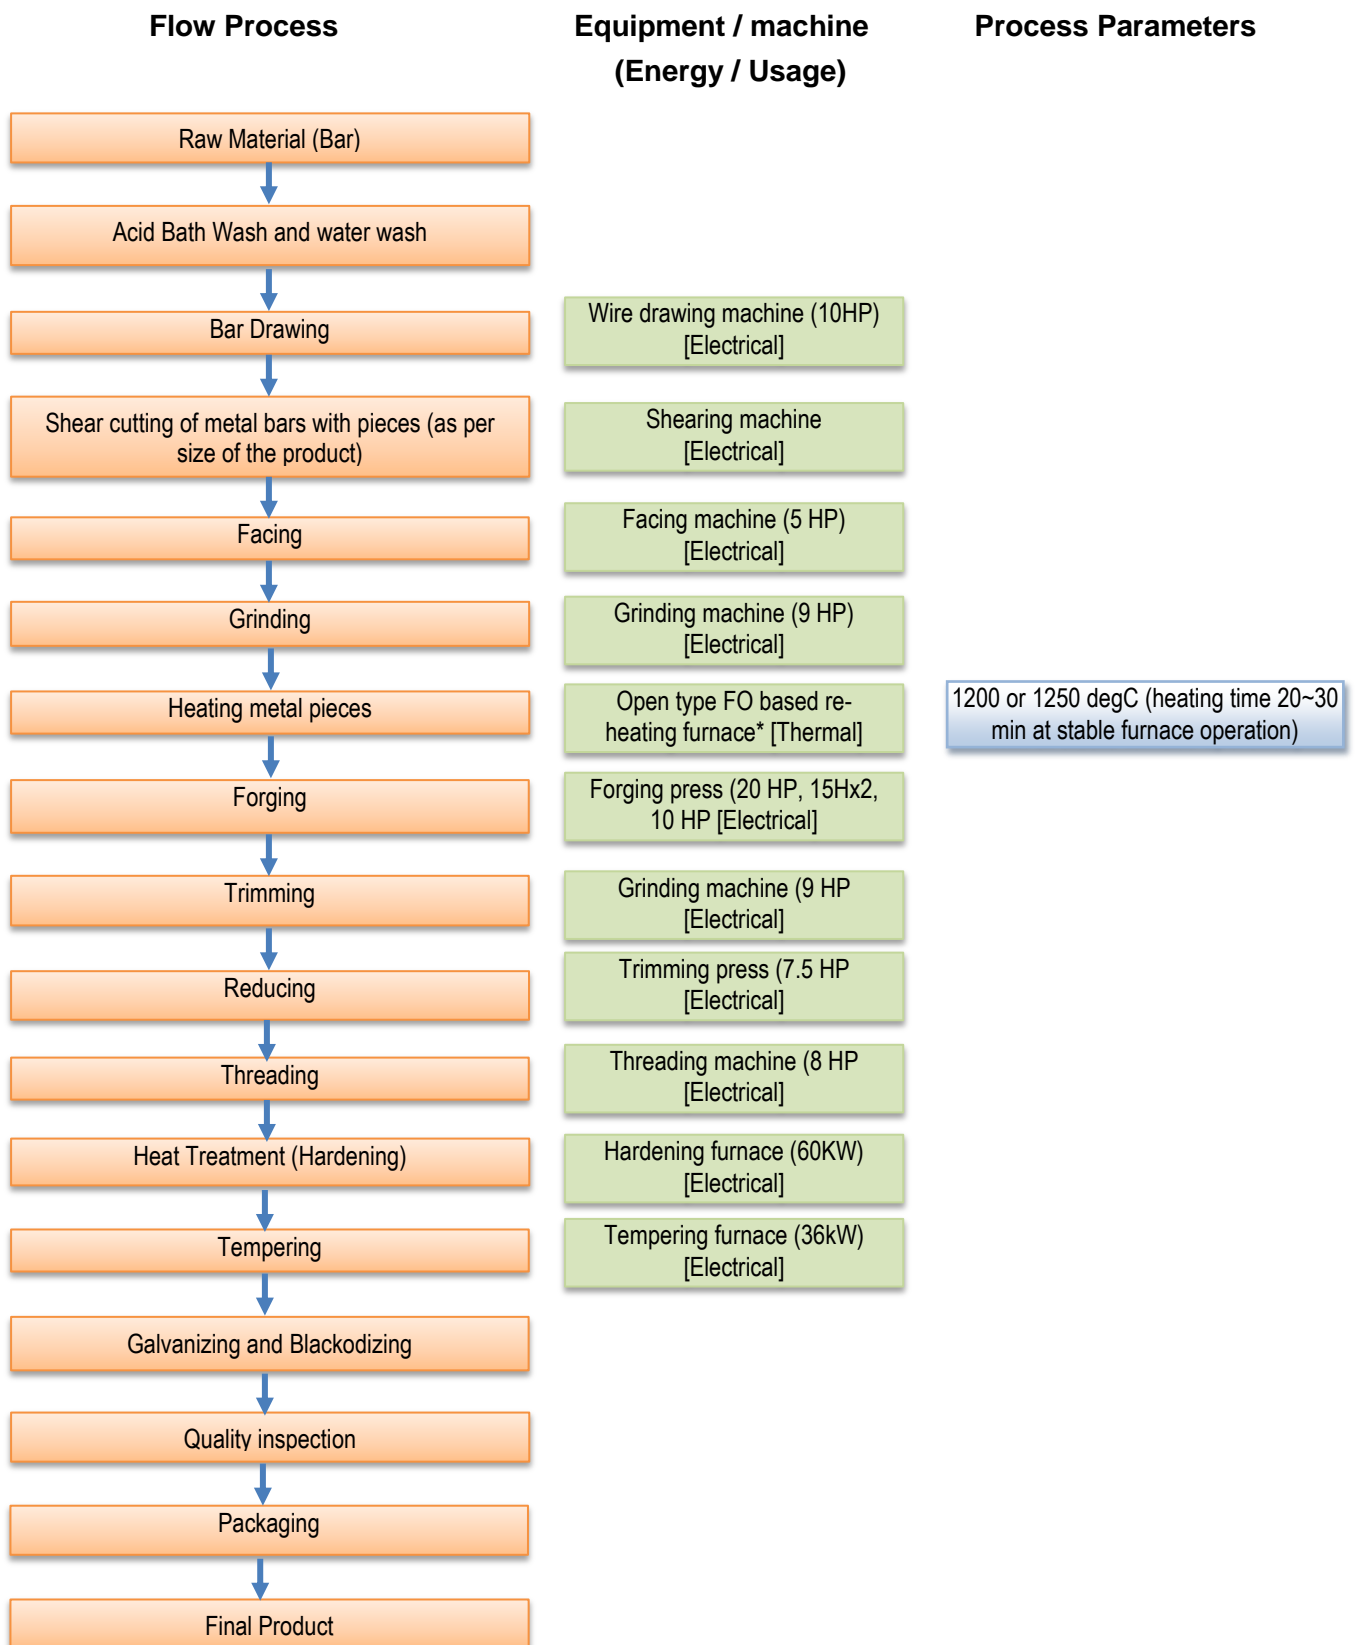 Flow Process
Equipment / machine
(Energy / Usage)
Process Parameters
Raw Material (Bar)
Acid Bath Wash and water wash
Bar Drawing
Wire drawing machine (10HP)
[Electrical]
Shear cutting of metal bars with pieces (as per
size of the product)
Shearing machine
[Electrical]
Facing
Facing machine (5 HP)
[Electrical]
Grinding
Grinding machine (9 HP)
[Electrical]
Heating metal pieces
Open type FO based re-
heating furnace* [Thermal]
1200 or 1250 degC (heating time 20~30
min at stable furnace operation)
Forging
Forging press (20 HP, 15Hx2,
10 HP [Electrical]
Trimming
Grinding machine (9 HP
[Electrical]
Reducing
Trimming press (7.5 HP
[Electrical]
Threading
Threading machine (8 HP
[Electrical]
Heat Treatment (Hardening)
Hardening furnace (60KW)
[Electrical]
Tempering
Tempering furnace (36kW)
[Electrical]
Galvanizing and Blackodizing
Quality inspection
Packaging
Final Product